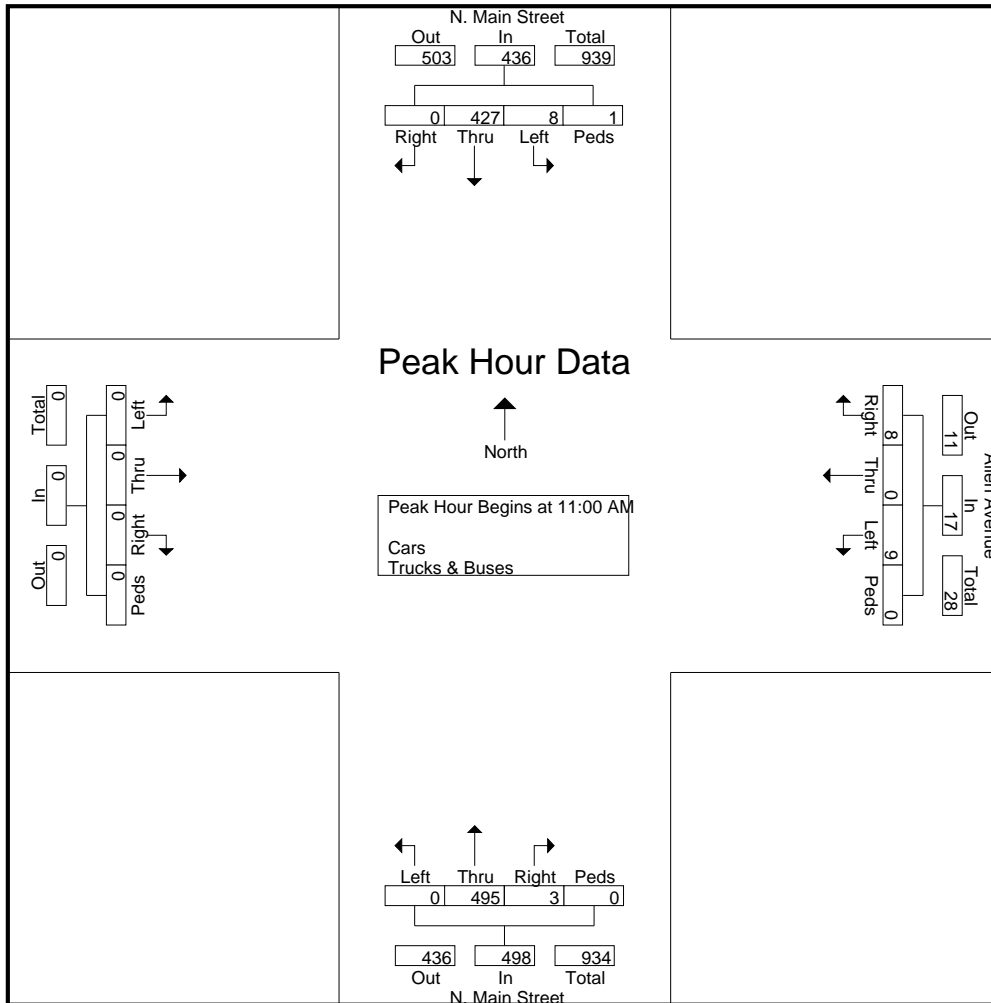 N. Main Street
Out In Total
503 436 939
0 427 8 1
Right Thru Left Peds
Peak Hour Data
North
Peak Hour Begins at 11:00 AM
Cars
Trucks & Buses
Total In Out
0 0 0
0 0 0 0
Left Thru Right Peds
Right Thru Left Peds
8 0 9 0
Out In Total
11 17 28
Allen Avenue
Left Thru Right Peds
0 495 3 0
436 498 934
Out In Total
N. Main Street